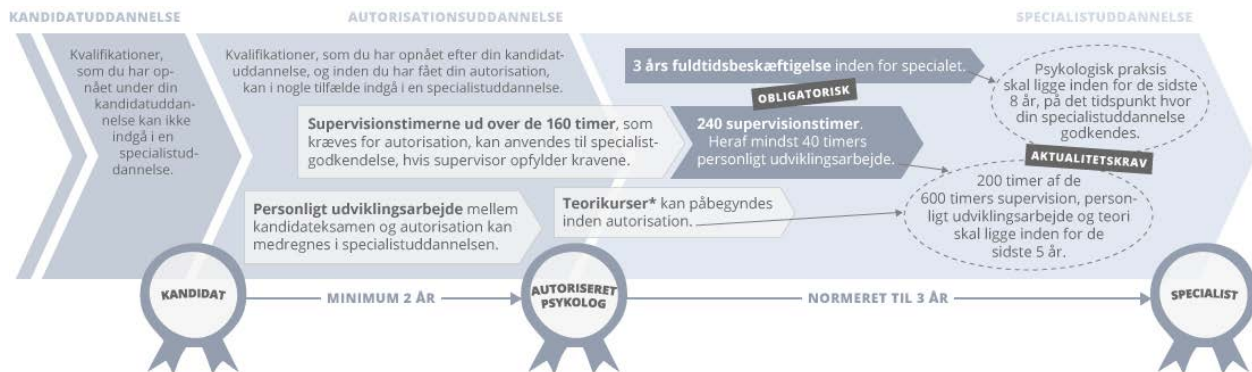 KANDIDATUDDANNELSE
AUTORISATIONSUDDANNELSE
SPECIALISTUDDANNELSE
Kvalifikationer,
som du har op-
nået under din
kandidatuddan-
nelse kan ikke
indgå i en
specialistud-
dannelse.
Kvalifikationer, som du har opnået efter din kandidat-
uddannelse, og inden du har fået din autorisation,
kan i nogle tilfælde indgå i en specialistuddannelse.
Supervisionstimerne ud over de 160 timer, som
kræves for autorisation, kan anvendes til specialist-
godkendelse, hvis supervisor opfylder kravene.
Personligt udviklingsarbejde mellem
kandidateksamen og autorisation kan
medregnes i specialistuddannelsen.
3 års fuldtidsbeskæftigelse inden for specialet.
OBLIGATORISK
240 supervisionstimer.
Heraf mindst 40 timers
personligt udviklingsarbejde.
Teorikurser* kan påbegyndes
inden autorisation.
Psykologisk praksis
skal ligge inden for de sidste
8 år, på det tidspunkt hvor
din specialistuddannelse
godkendes.
AKTUALITETSKRAV
200 timer af de
600 timers supervision, person-
ligt udviklingsarbejde og teori
skal ligge inden for de
sidste 5 år.
KANDIDAT
MINIMUM 2 ÅR
AUTORISERET
PSYKOLOG
NORMERET TIL 3 ÅR
SPECIALIST